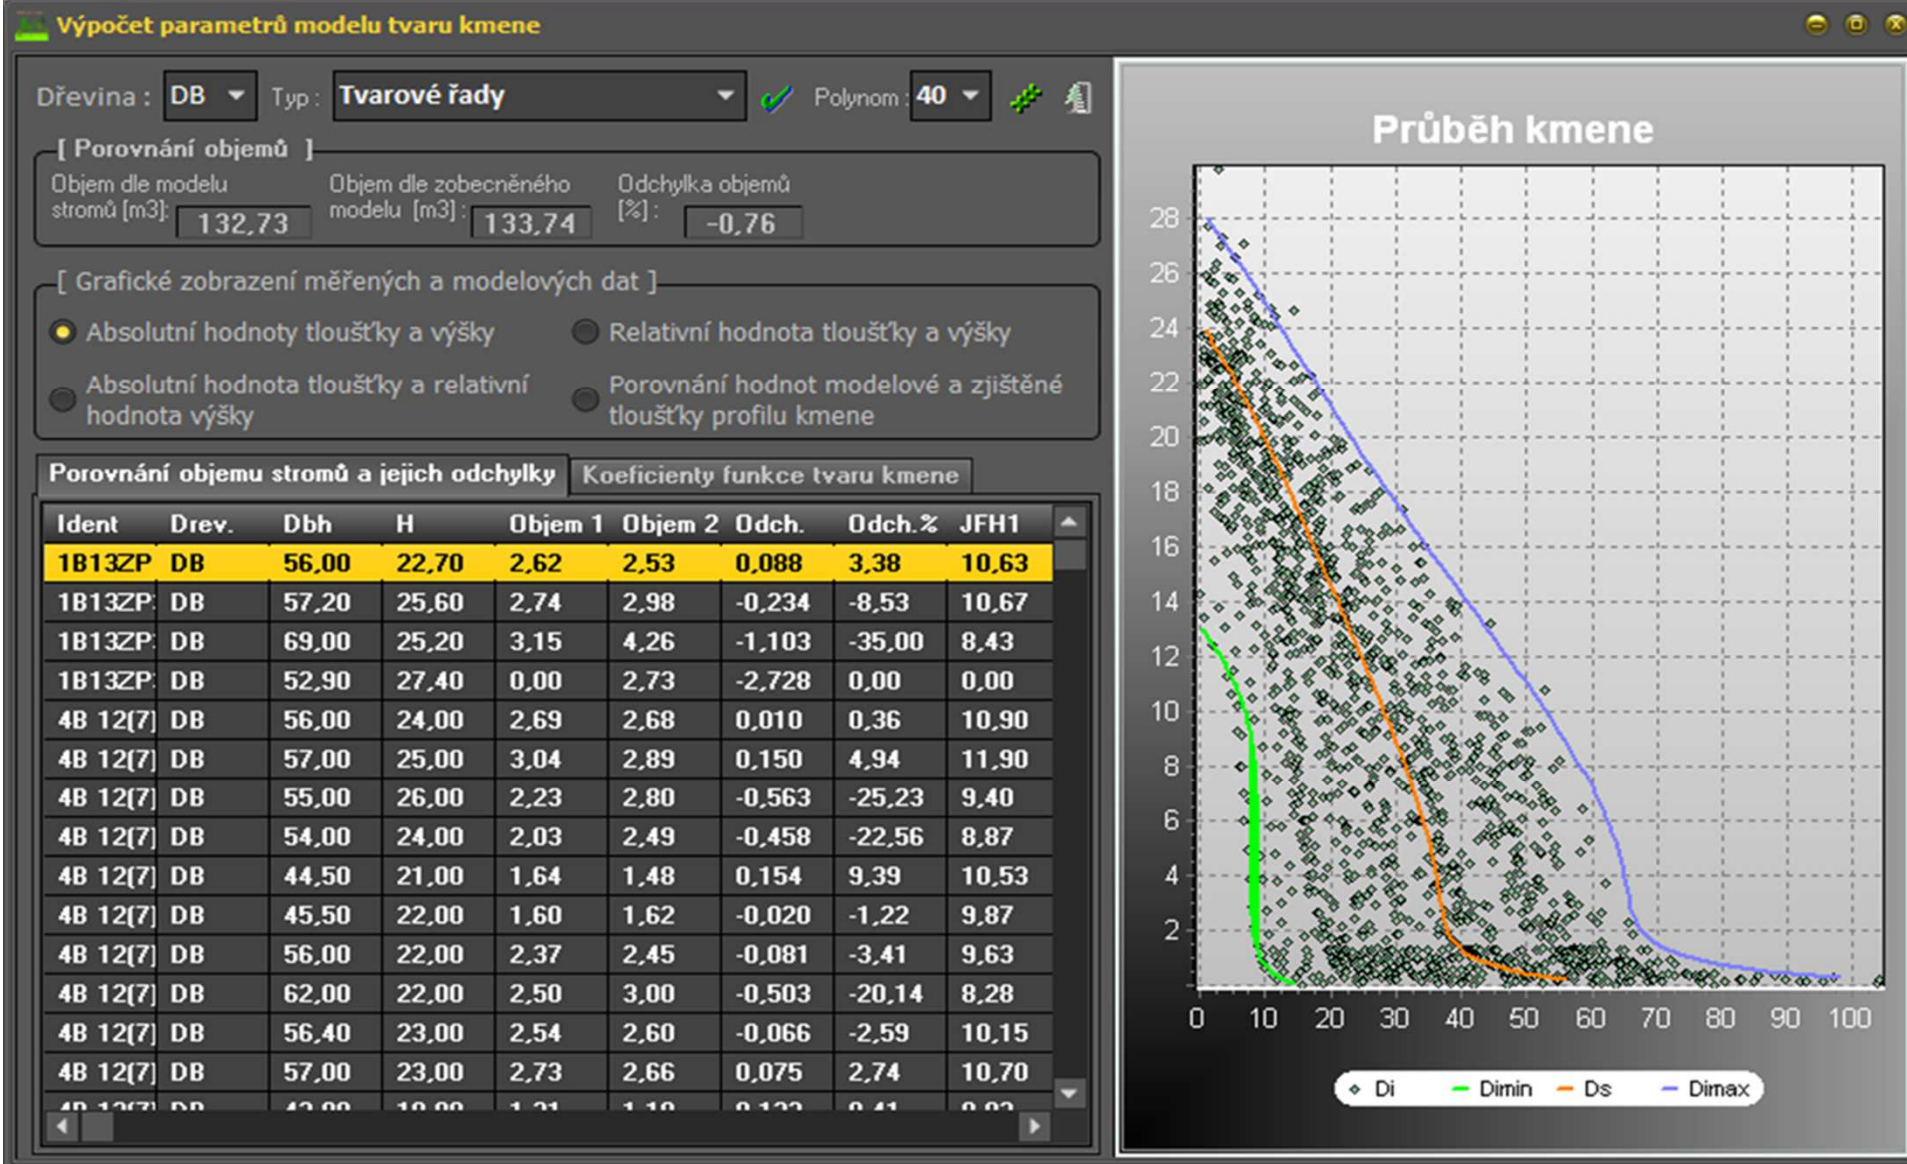 Výpočet parametrů modelu tvaru kmene
Dřevina : DB Typ : Tvarové řady Polynom : 40
[ Porovnání objemů ]
Objem dle modelu stromů [m3]: 132,73
Objem dle zobecněného modelu [m3] : 133,74
Odchylka objemů [%] : -0,76
[ Grafické zobrazení měřených a modelových dat ]
Absolutní hodnoty tloušťky a výšky
Relativní hodnota tloušťky a výšky
Absolutní hodnota tloušťky a relativní
hodnota výšky
Porovnání hodnot modelové a zjištěné
tloušťky profilu kmene
Porovnání objemu stromů a jejich odchylky
Koeficienty funkce tvaru kmene
Ident Drev. Dbh H Objem 1 Objem 2 Odch. Odch.% JFH1
1B13ZP DB 56,00 22,70 2,62 2,53 0,088 3,38 10,63
1B13ZP DB 57,20 25,60 2,74 2,98 -0,234 -8,53 10,67
1B13ZP DB 69,00 25,20 3,15 4,26 -1,103 -35,00 8,43
1B13ZP DB 52,90 27,40 0,00 2,73 -2,728 0,00 0,00
4B 12(7) DB 56,00 24,00 2,69 2,68 0,010 0,36 10,90
4B 12(7) DB 57,00 25,00 3,04 2,89 0,150 4,94 11,90
4B 12(7) DB 55,00 26,00 2,23 2,80 -0,563 -25,23 9,40
4B 12(7) DB 54,00 24,00 2,03 2,49 -0,458 -22,56 8,87
4B 12(7) DB 44,50 21,00 1,64 1,48 0,154 9,39 10,53
4B 12(7) DB 45,50 22,00 1,60 1,62 -0,020 -1,22 9,87
4B 12(7) DB 56,00 22,00 2,37 2,45 -0,081 -3,41 9,63
4B 12(7) DB 62,00 22,00 2,50 3,00 -0,503 -20,14 8,28
4B 12(7) DB 56,40 23,00 2,54 2,60 -0,066 -2,59 10,15
4B 12(7) DB 57,00 23,00 2,73 2,66 0,075 2,74 10,70
Průběh kmene
28
26
24
22
20
18
16
14
12
10
8
6
4
2
0 10 20 30 40 50 60 70 80 90 100
Di Dimin Ds Dimax